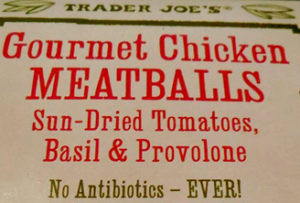 TRADER JOE'S®
Gourmet Chicken
MEATBALLS
Sun-Dried Tomatoes,
Basil & Provolone
No Antibiotics – EVER!